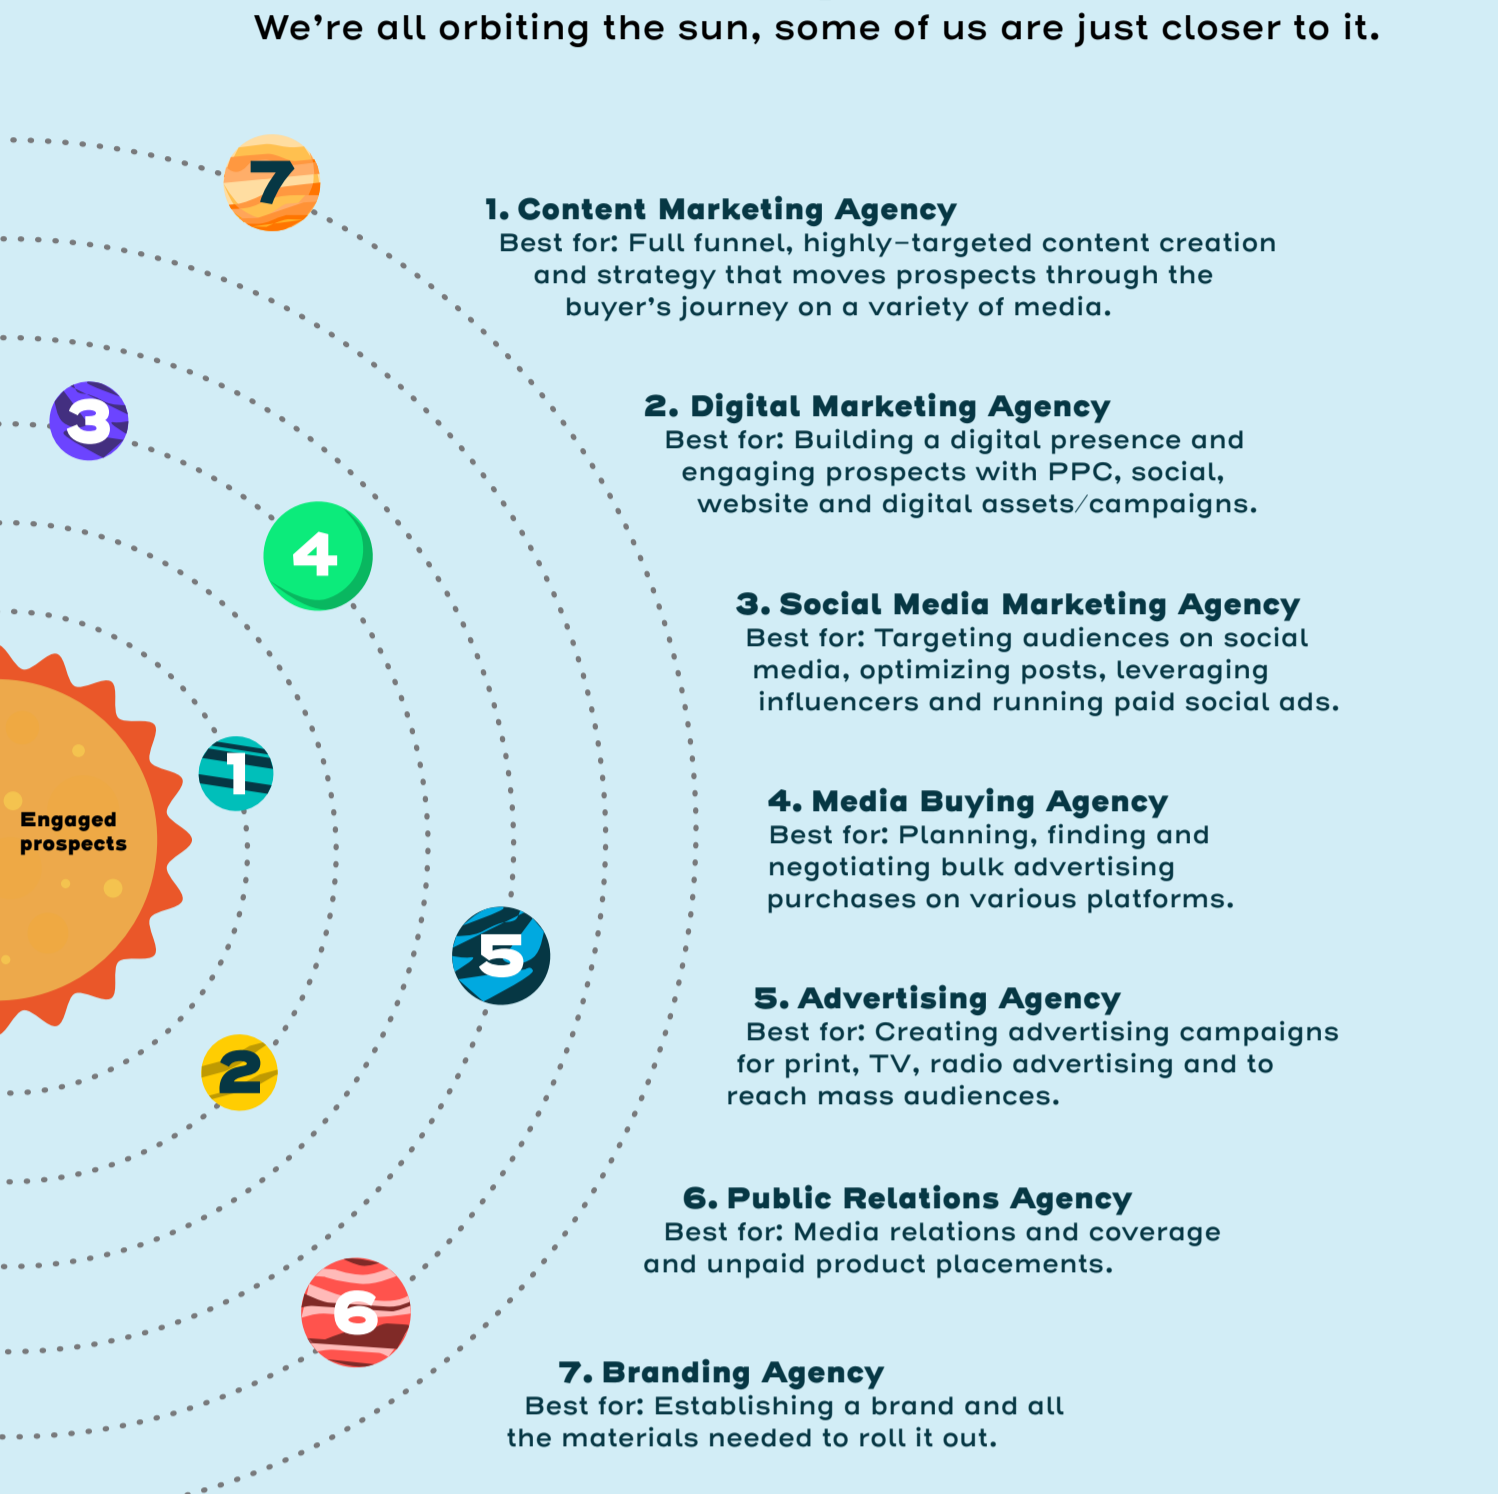 We're all orbiting the sun, some of us are just closer to it.
7
1. Content Marketing Agency
Best for: Full funnel, highly-targeted content creation
and strategy that moves prospects through the
buyer's journey on a variety of media.
3
2. Digital Marketing Agency
Best for: Building a digital presence and
engaging prospects with PPC, social,
website and digital assets/campaigns.
4
3. Social Media Marketing Agency
Best for: Targeting audiences on social
media, optimizing posts, leveraging
influencers and running paid social ads.
1
Engaged
prospects
4. Media Buying Agency
Best for: Planning, finding and
negotiating bulk advertising
purchases on various platforms.
5
5. Advertising Agency
Best for: Creating advertising campaigns
for print, TV, radio advertising and to
reach mass audiences.
2
6. Public Relations Agency
Best for: Media relations and coverage
and unpaid product placements.
6
7. Branding Agency
Best for: Establishing a brand and all
the materials needed to roll it out.